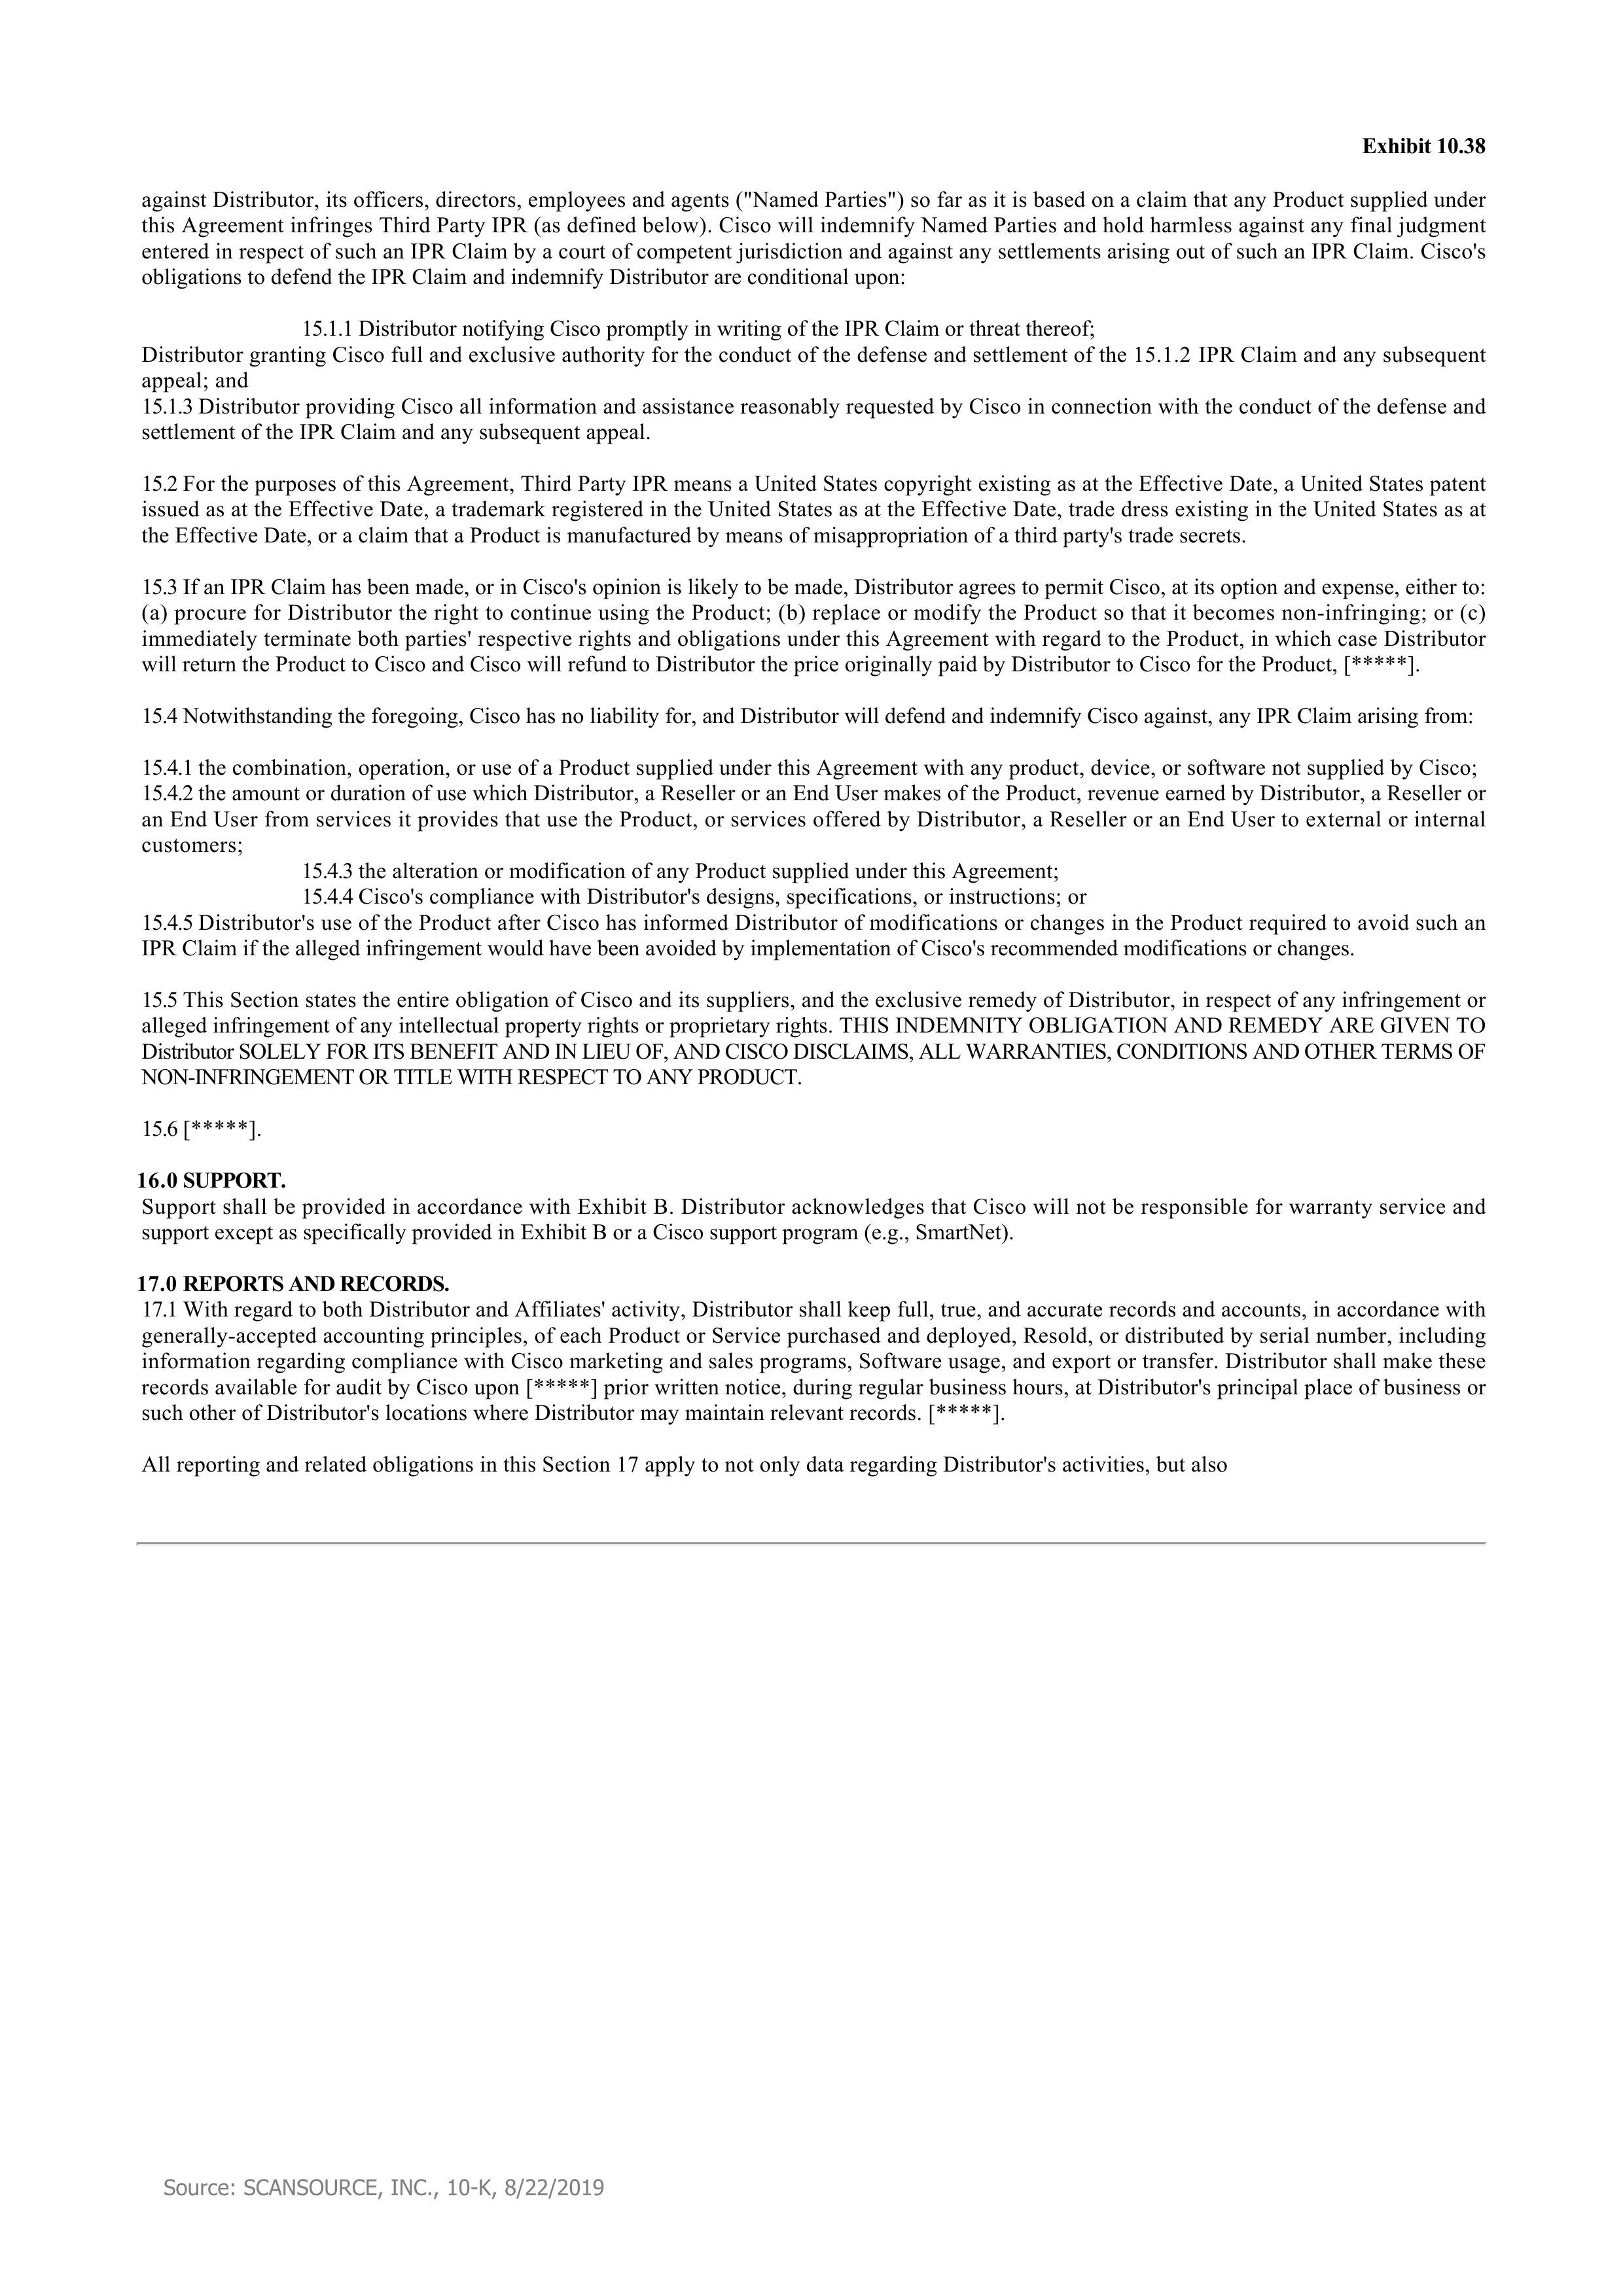 Exhibit 10.38
against Distributor, its officers, directors, employees and agents ("Named Parties") so far as it is based on a claim that any Product supplied under
this Agreement infringes Third Party IPR (as defined below). Cisco will indemnify Named Parties and hold harmless against any final judgment
entered in respect of such an IPR Claim by a court of competent jurisdiction and against any settlements arising out of such an IPR Claim. Cisco's
obligations to defend the IPR Claim and indemnify Distributor are conditional upon:
15.1.1 Distributor notifying Cisco promptly in writing of the IPR Claim or threat thereof;
Distributor granting Cisco full and exclusive authority for the conduct of the defense and settlement of the 15.1.2 IPR Claim and any subsequent
appeal; and
15.1.3 Distributor providing Cisco all information and assistance reasonably requested by Cisco in connection with the conduct of the defense and
settlement of the IPR Claim and any subsequent appeal.
15.2 For the purposes of this Agreement, Third Party IPR means a United States copyright existing as at the Effective Date, a United States patent
issued as at the Effective Date, a trademark registered in the United States as at the Effective Date, trade dress existing in the United States as at
the Effective Date, or a claim that a Product is manufactured by means of misappropriation of a third party's trade secrets.
15.3 If an IPR Claim has been made, or in Cisco's opinion is likely to be made, Distributor agrees to permit Cisco, at its option and expense, either to:
(a) procure for Distributor the right to continue using the Product; (b) replace or modify the Product so that it becomes non-infringing; or (c)
immediately terminate both parties' respective rights and obligations under this Agreement with regard to the Product, in which case Distributor
will return the Product to Cisco and Cisco will refund to Distributor the price originally paid by Distributor to Cisco for the Product, [*****].
15.4 Notwithstanding the foregoing, Cisco has no liability for, and Distributor will defend and indemnify Cisco against, any IPR Claim arising from:
15.4.1 the combination, operation, or use of a Product supplied under this Agreement with any product, device, or software not supplied by Cisco;
15.4.2 the amount or duration of use which Distributor, a Reseller or an End User makes of the Product, revenue earned by Distributor, a Reseller or
an End User from services it provides that use the Product, or services offered by Distributor, a Reseller or an End User to external or internal
customers;
15.4.3 the alteration or modification of any Product supplied under this Agreement;
15.4.4 Cisco's compliance with Distributor's designs, specifications, or instructions; or
15.4.5 Distributor's use of the Product after Cisco has informed Distributor of modifications or changes in the Product required to avoid such an
IPR Claim if the alleged infringement would have been avoided by implementation of Cisco's recommended modifications or changes.
15.5 This Section states the entire obligation of Cisco and its suppliers, and the exclusive remedy of Distributor, in respect of any infringement or
alleged infringement of any intellectual property rights or proprietary rights. THIS INDEMNITY OBLIGATION AND REMEDY ARE GIVEN TO
Distributor SOLELY FOR ITS BENEFIT AND IN LIEU OF, AND CISCO DISCLAIMS, ALL WARRANTIES, CONDITIONS AND OTHER TERMS OF
NON-INFRINGEMENT OR TITLE WITH RESPECT TO ANY PRODUCT.
15.6 [*****].
16.0 SUPPORT.
Support shall be provided in accordance with Exhibit B. Distributor acknowledges that Cisco will not be responsible for warranty service and
support except as specifically provided in Exhibit B or a Cisco support program (e.g., SmartNet).
17.0 REPORTS AND RECORDS.
17.1 With regard to both Distributor and Affiliates' activity, Distributor shall keep full, true, and accurate records and accounts, in accordance with
generally-accepted accounting principles, of each Product or Service purchased and deployed, Resold, or distributed by serial number, including
information regarding compliance with Cisco marketing and sales programs, Software usage, and export or transfer. Distributor shall make these
records available for audit by Cisco upon [*****] prior written notice, during regular business hours, at Distributor's principal place of business or
such other of Distributor's locations where Distributor may maintain relevant records. [*****].
All reporting and related obligations in this Section 17 apply to not only data regarding Distributor's activities, but also
Source: SCANSOURCE, INC., 10-K, 8/22/2019